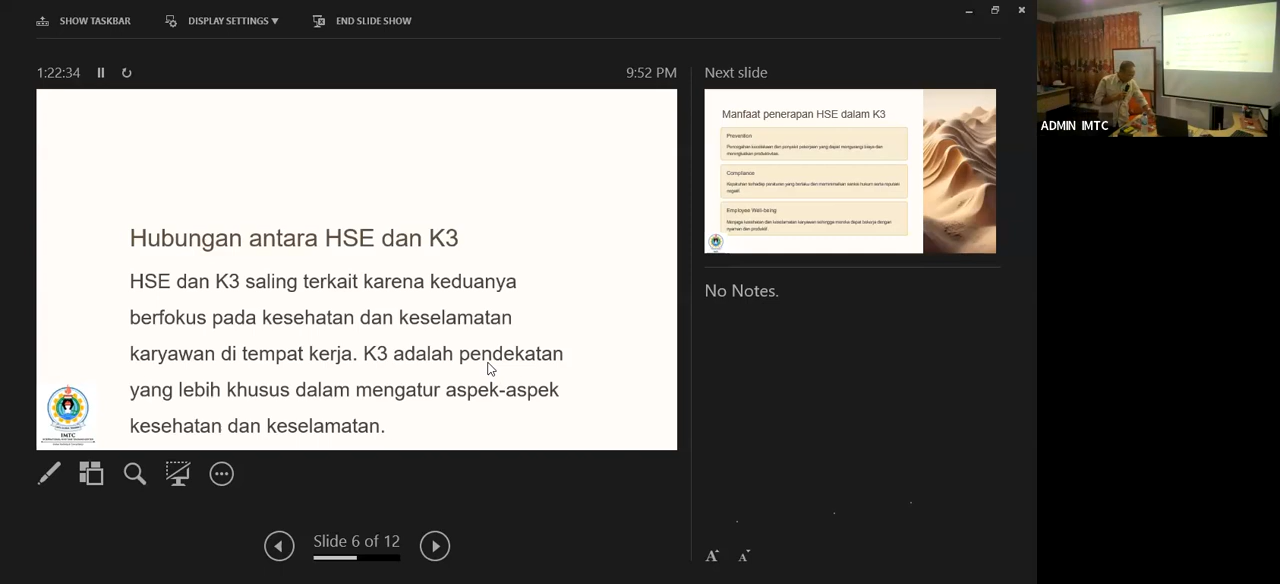 SHOW TASKBAR
DISPLAY SETTINGS ▼
END SLIDE SHOW
1:22:34
9:52 PM
Hubungan antara HSE dan K3
HSE dan K3 saling terkait karena keduanya
berfokus pada kesehatan dan keselamatan
karyawan di tempat kerja. K3 adalah pendekatan
yang lebih khusus dalam mengatur aspek-aspek
kesehatan dan keselamatan.
IMTC
Slide 6 of 12
Next slide
Manfaat penerapan HSE dalam K3
Prevention
Pencegahan kecelakaan dan penyakit pekerjaan yang dapat mengurangi biaya dan
meningkatkan produktivitas.
Compliance
Kepatuhan terhadap peraturan yang berlaku dan meminimalkan sanksi hukum serta reputasi
negatif.
Employee Well-being
Menjaga kesehatan dan keselamatan karyawan sehingga mereka dapat bekerja dengan
nyaman dan produktif.
No Notes.
A A
ADMIN IMTC